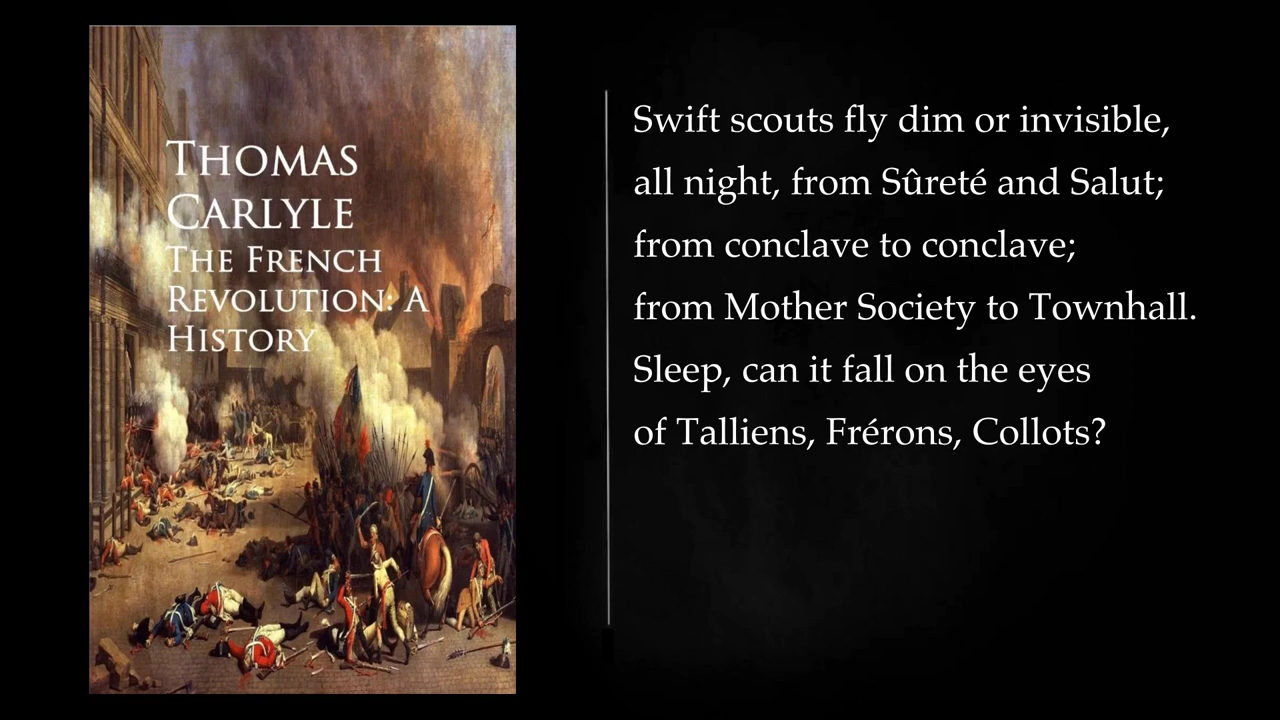 THOMAS
CARLYLE
THE FRENCH
REVOLUTION: A
HISTORY
Swift scouts fly dim or invisible,
all night, from Sûreté and Salut;
from conclave to conclave;
from Mother Society to Townhall.
Sleep, can it fall on the eyes
of Talliens, Frérons, Collots?